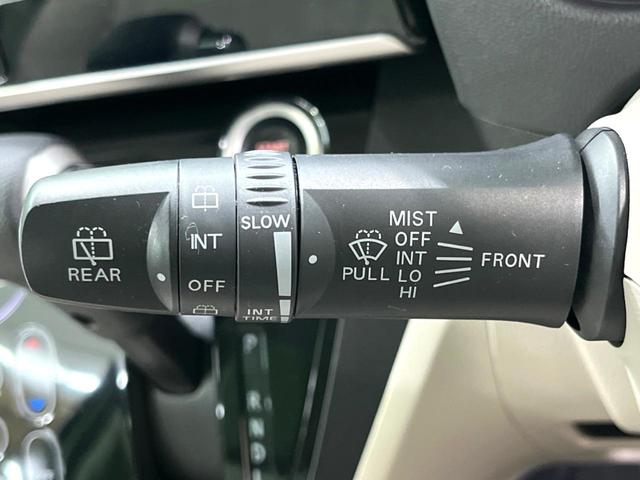 REAR
INT
OFF
SLOW
INT
TIME
PULL
MIST
OFF
INT
LO
HI
FRONT
P
R
N
D